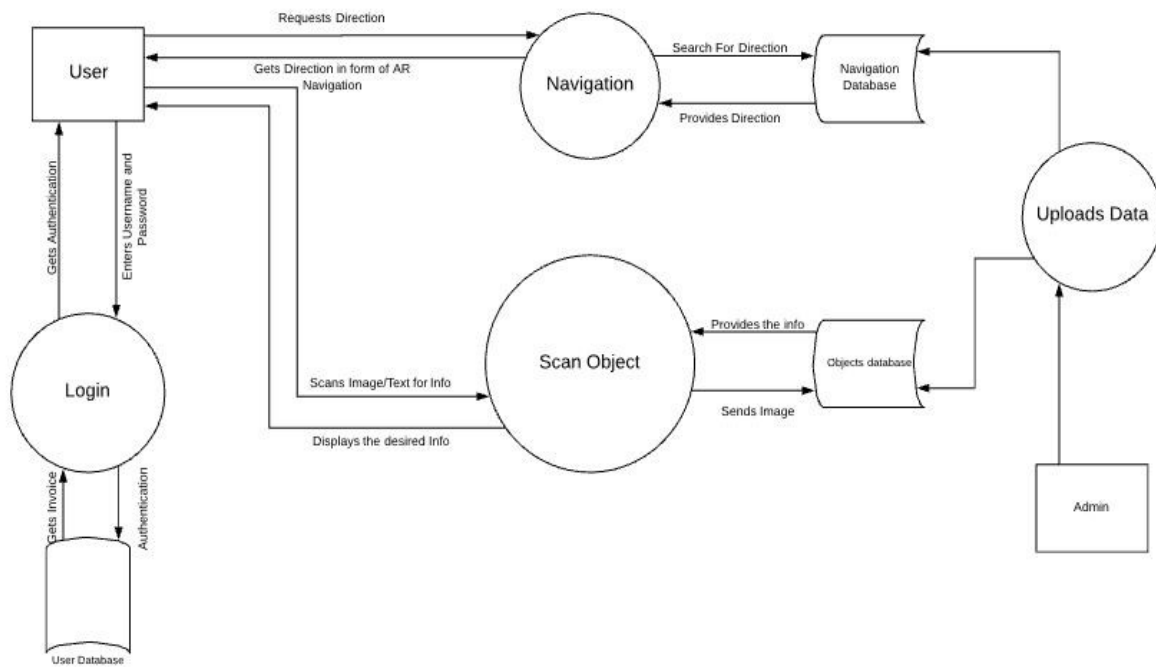 Requests Direction
User
Gets Direction in form of AR
Navigation
Navigation
Search For Direction
Provides Direction
Navigation
Database
Uploads Data
Gets Authentication
Enters Username and
Password
Login
Scan Object
Provides the info
Objects database
Sends Image
Scans Image/Text for Info
Displays the desired Info
Gets Invoice
Authentication
User Database
Admin